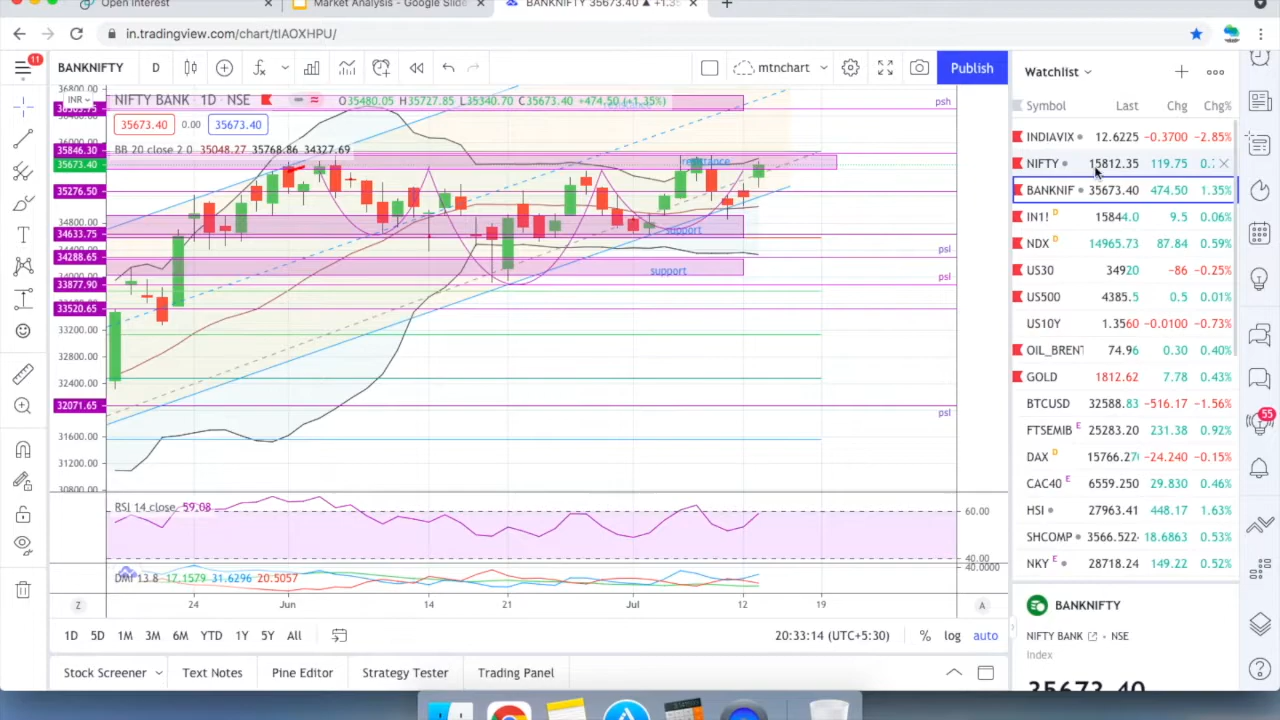 Open Interest
Market Analysis - Google Slide
BANKNIFTY 35673.40 ▲ +1.3
in.tradingview.com/chart/tIAOXHPU/
11
BANKNIFTY
D
mtnchart
Publish
Watchlist
Symbol Last Chg Chg%
INDIAVIX 12.6225 -0.3700 -2.85%
NIFTY 15812.35 119.75
BANKNIF 35673.40 474.50 1.35%
IN1! D 15844.0 9.5 0.06%
NDX D 14965.73 87.84 0.59%
US30 34920 -86 -0.25%
US500 4385.5 0.5 0.01%
US10Y 1.3560 -0.0100 -0.73%
OIL_BRENT 74.96 0.30 0.40%
GOLD 1812.62 7.78 0.43%
BTCUSD 32588.83 -516.17 -1.56%
FTSEMIB E 25283.20 231.38 0.92%
DAX D 15766.27 -24.240 -0.15%
CAC40 E 6559.250 29.830 0.46%
HSI 27963.41 448.17 1.63%
SHCOMP 3566.522 18.6863 0.53%
NKY E 28718.24 149.22 0.52%
55
BANKNIFTY
NIFTY BANK NSE
Index
35673.40
36800.00
INR
NIFTY BANK · 1D · NSE
O35480.05 H35727.85 L35340.70 C35673.40 +474.50 (+1.35%)
35673.40 0.00 35673.40
BB 20 close 2 0 35048.27 35768.86 34327.69
psh
resistance
35846.30
35673.40
35276.50
34800.00
34633.75
support
34288.65
psl
support
33877.90
psl
33520.65
33200.00
32800.00
32400.00
32071.65
psl
31600.00
31200.00
30800.00
RSI 14 close 59.08
60.00
40.00
DMI 13 8 17.1579 31.6296 20.5057
40.0000
Z 24 Jun 14 21 Jul 12 19 A
1D 5D 1M 3M 6M YTD 1Y 5Y All
20:33:14 (UTC+5:30) % log auto
Stock Screener Text Notes Pine Editor Strategy Tester Trading Panel